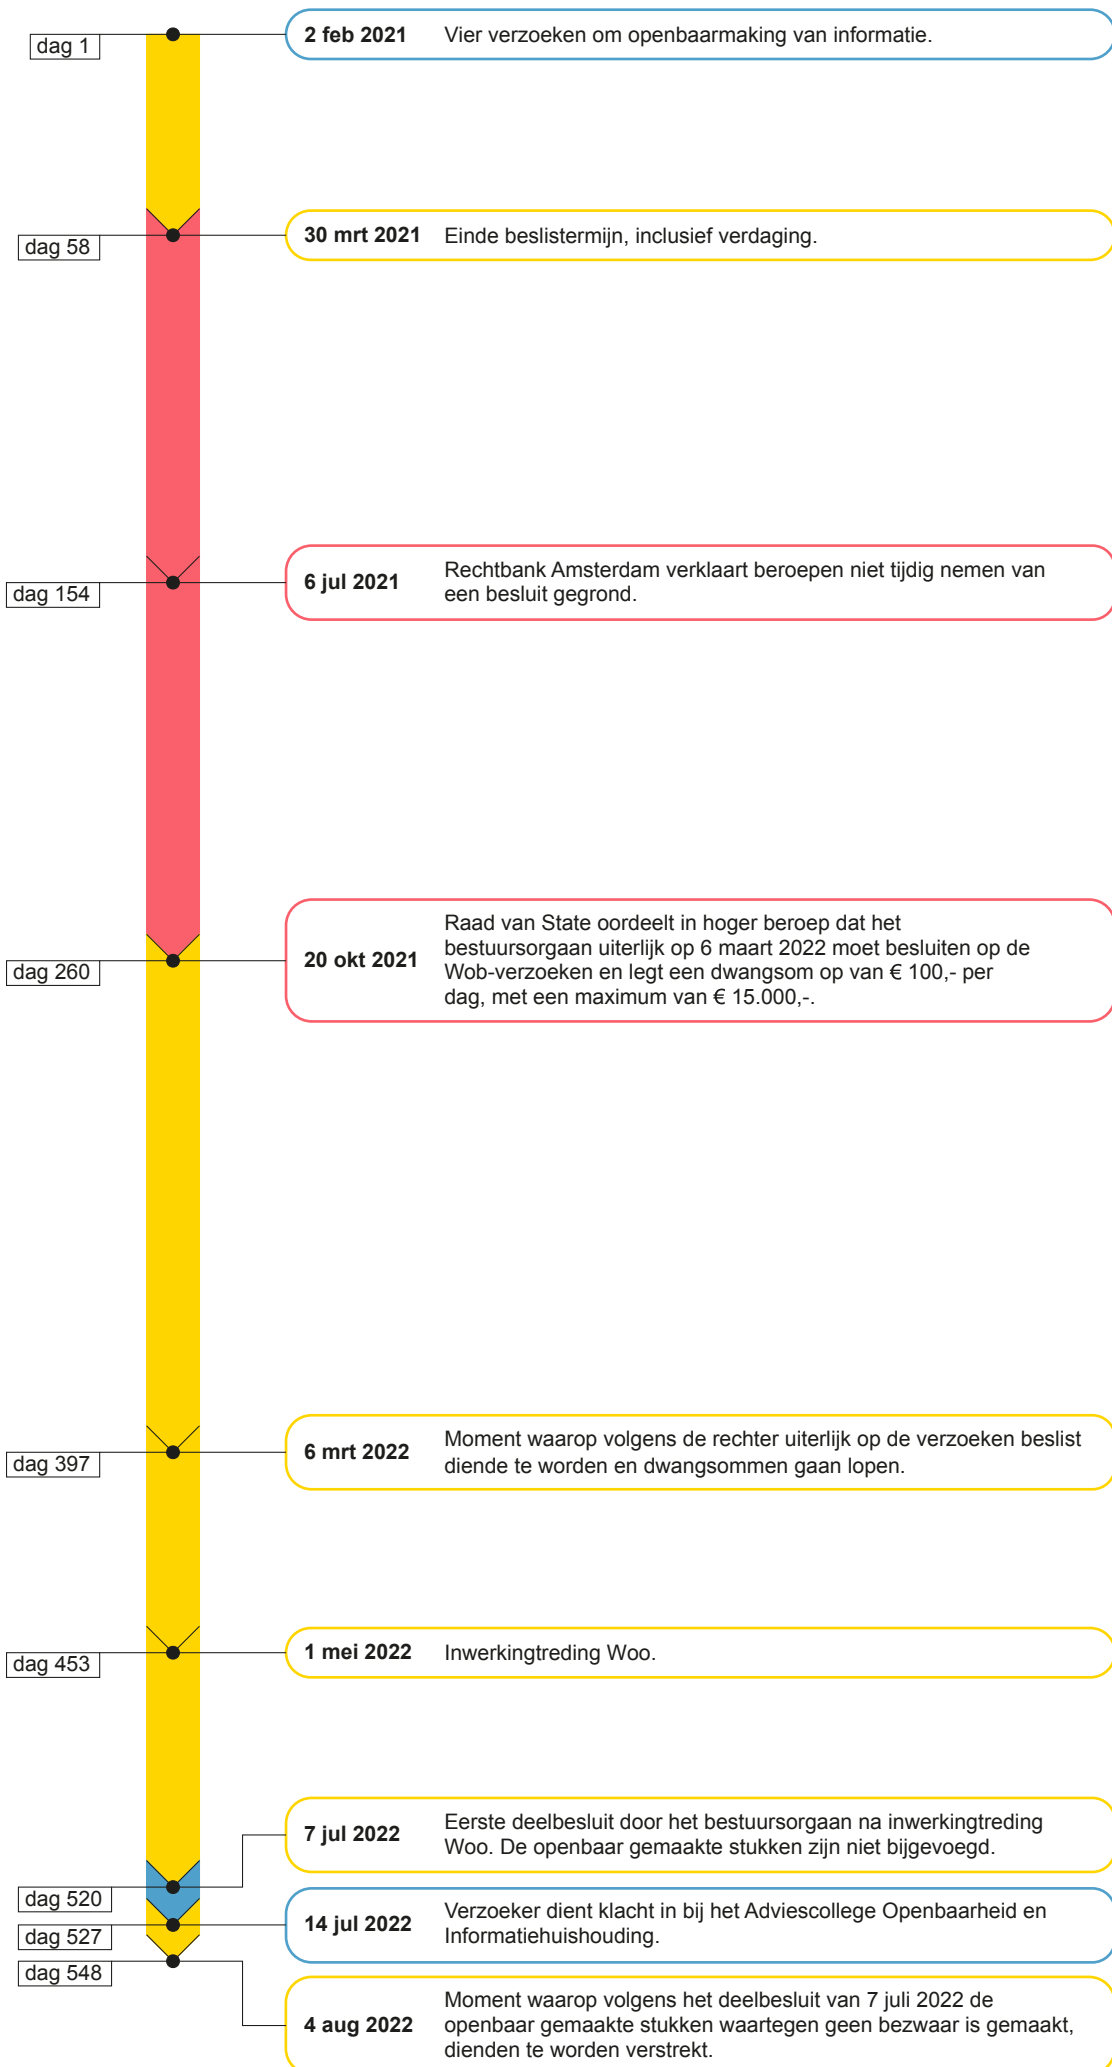 dag 1
2 feb 2021 Vier verzoeken om openbaarmaking van informatie.
dag 58
30 mrt 2021 Einde beslistermijn, inclusief verdaging.
dag 154
6 jul 2021 Rechtbank Amsterdam verklaart beroepen niet tijdig nemen van
een besluit gegrond.
dag 260
20 okt 2021 Raad van State oordeelt in hoger beroep dat het
bestuursorgaan uiterlijk op 6 maart 2022 moet besluiten op de
Wob-verzoeken en legt een dwangsom op van € 100,- per
dag, met een maximum van € 15.000,-.
dag 397
6 mrt 2022 Moment waarop volgens de rechter uiterlijk op de verzoeken beslist
diende te worden en dwangsommen gaan lopen.
dag 453
1 mei 2022 Inwerkingtreding Woo.
dag 520
7 jul 2022 Eerste deelbesluit door het bestuursorgaan na inwerkingtreding
Woo. De openbaar gemaakte stukken zijn niet bijgevoegd.
dag 527
14 jul 2022 Verzoeker dient klacht in bij het Adviescollege Openbaarheid en
Informatiehuishouding.
dag 548
4 aug 2022 Moment waarop volgens het deelbesluit van 7 juli 2022 de
openbaar gemaakte stukken waartegen geen bezwaar is gemaakt,
dienden te worden verstrekt.